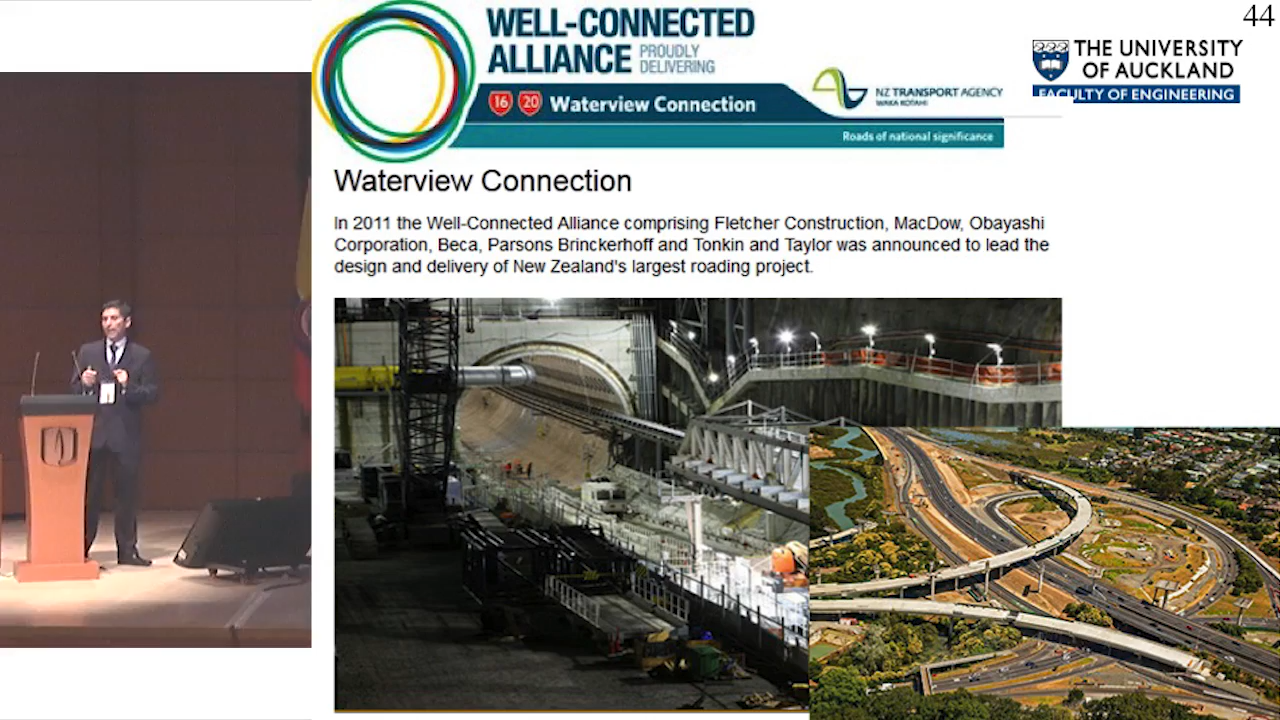 44
WELL-CONNECTED
ALLIANCE PROUDLY DELIVERING
16 20 Waterview Connection
NZ TRANSPORT AGENCY
WAKA KOTAHI
Roads of national significance
THE UNIVERSITY
OF AUCKLAND
FACULTY OF ENGINEERING
Waterview Connection
In 2011 the Well-Connected Alliance comprising Fletcher Construction, MacDow, Obayashi
Corporation, Beca, Parsons Brinckerhoff and Tonkin and Taylor was announced to lead the
design and delivery of New Zealand's largest roading project.